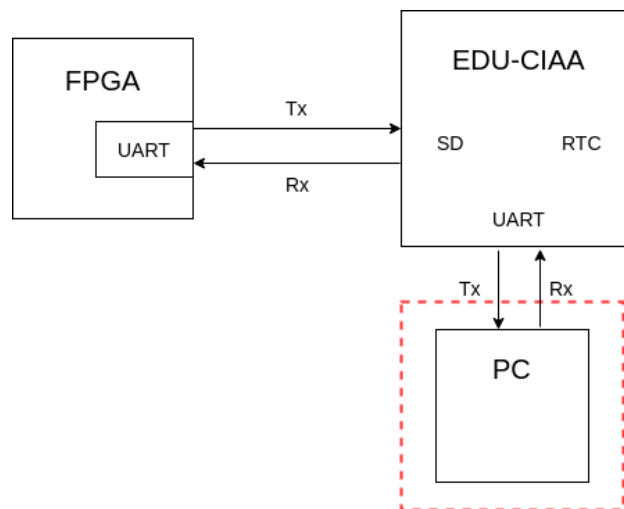 FPGA
UART
Tx
Rx
EDU-CIAA
SD
RTC
UART
Tx
Rx
PC